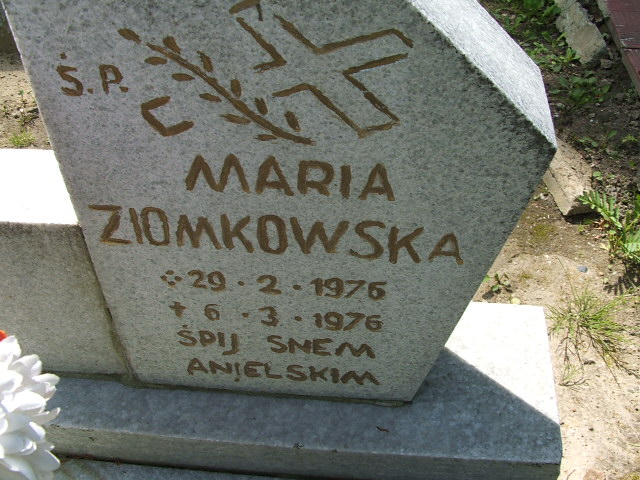 Ś.P.
MARIA
ZIOMKOWSKA
29·2·1976
6·3·1976
ŚPIJ SNEM
ANIELSKIM